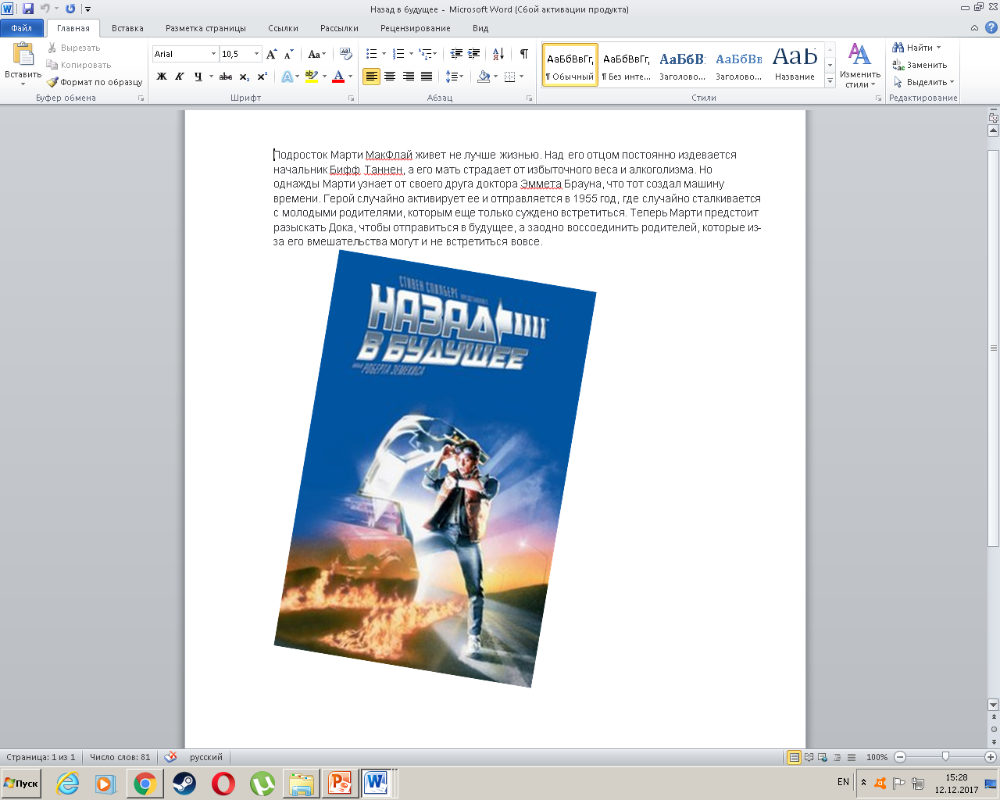 Назад в будущее - Microsoft Word (Сбой активации продукта)
Файл Главная Вставка Разметка страницы Ссылки Рассылки Рецензирование Вид
Вставить
Вырезать
Копировать
Формат по образцу
Буфер обмена
Arial 10,5
Ж К Ч abc x₂ x²
Шрифт
Абзац
АаБбВвГг, АаБбВвГг, АаБбВ: АаБбВв АаЬ
¶ Обычный ¶ Без инте... Заголово... Заголово... Название
Стили
Изменить
стили
Найти
Заменить
Выделить
Редактирование
Подросток Марти МакФлай живет не лучше жизнью. Над его отцом постоянно издевается
начальник Бифф Таннен, а его мать страдает от избыточного веса и алкоголизма. Но
однажды Марти узнает от своего друга доктора Эммета Брауна, что тот создал машину
времени. Герой случайно активирует ее и отправляется в 1955 год, где случайно сталкивается
с молодыми родителями, которым еще только суждено встретиться. Теперь Марти предстоит
разыскать Дока, чтобы отправиться в будущее, а заодно воссоединить родителей, которые из-
за его вмешательства могут и не встретиться вовсе.
СТИВЕН СПИЛБЕРГ
НАЗАД
В БУДУЩЕЕ
РОБЕРТА ЗЕМЕКИСА
Страница: 1 из 1 Число слов: 81 русский 100%
Пуск EN 15:28
12.12.2017